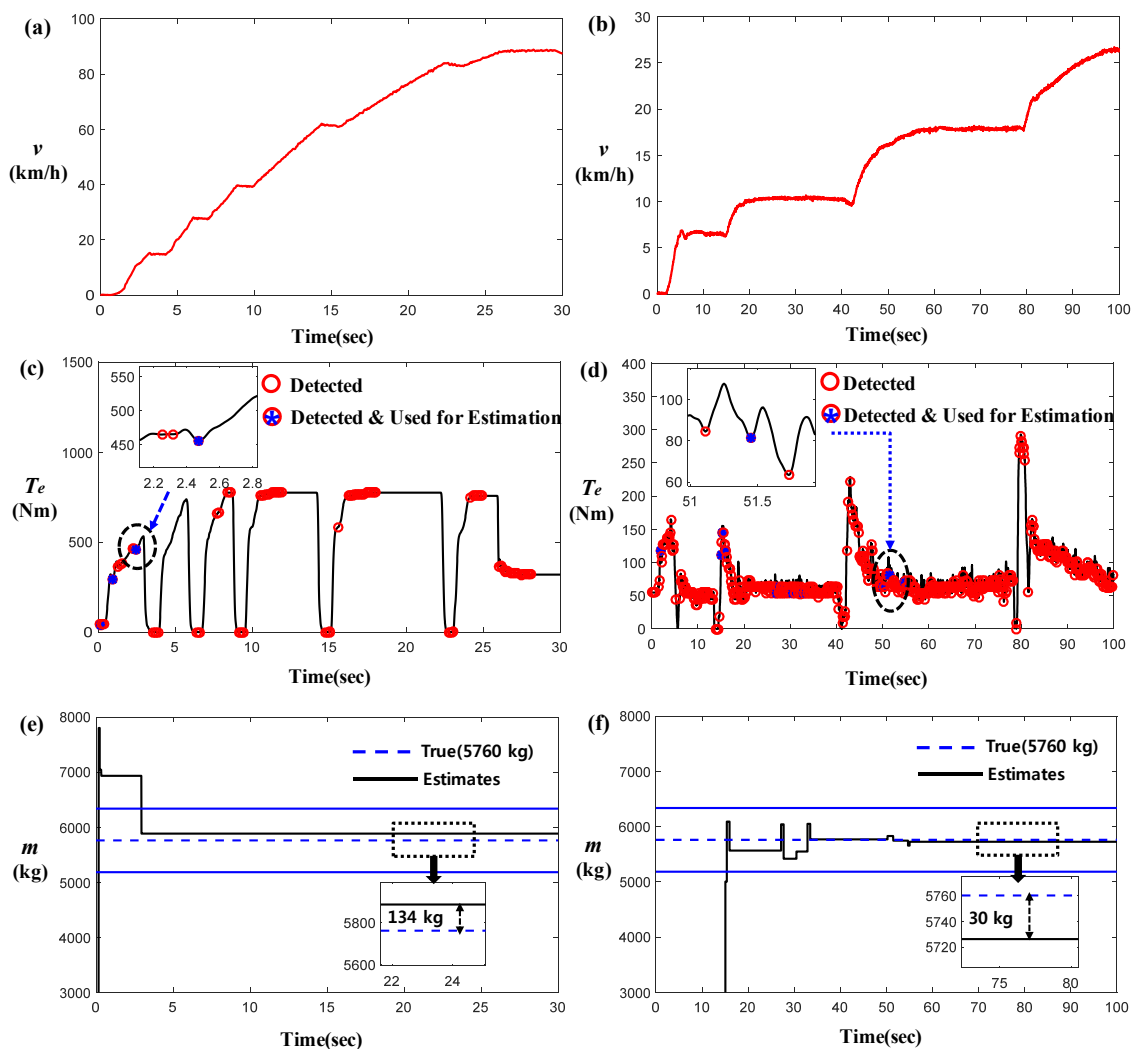 (a)
100
80
60
40
20
0
v
(km/h)
0 5 10 15 20 25 30
Time(sec)
(b)
30
25
20
15
10
5
0
v
(km/h)
0 10 20 30 40 50 60 70 80 90 100
Time(sec)
(c)
1500
1000
500
0
Te
(Nm)
550
500
450
2.2 2.4 2.6 2.8
Detected
Detected & Used for Estimation
0 5 10 15 20 25 30
Time(sec)
(d)
400
350
300
250
200
150
100
50
0
Te
(Nm)
100
80
60
51 51.5
Detected
Detected & Used for Estimation
0 10 20 30 40 50 60 70 80 90 100
Time(sec)
(e)
8000
7000
6000
5000
4000
3000
m
(kg)
True(5760 kg)
Estimates
134 kg
5800
5600
22 24
0 5 10 15 20 25 30
Time(sec)
(f)
8000
7000
6000
5000
4000
3000
m
(kg)
True(5760 kg)
Estimates
5760
5740
5720
30 kg
75 80
0 10 20 30 40 50 60 70 80 90 100
Time(sec)